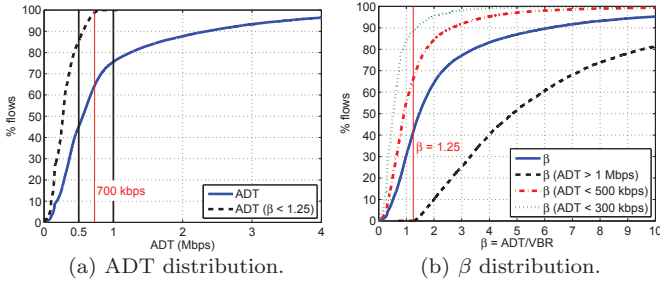 100
90
80
70
60
50
40
30
20
10
0
% flows
700 kbps
ADT
ADT (β < 1.25)
0 0.5 1 2 3 4
ADT (Mbps)
(a) ADT distribution.
100
90
80
70
60
50
40
30
20
10
0
% flows
β = 1.25
β
β (ADT > 1 Mbps)
β (ADT < 500 kbps)
β (ADT < 300 kbps)
0 1 2 3 4 5 6 7 8 9 10
β = ADT/VBR
(b) β distribution.